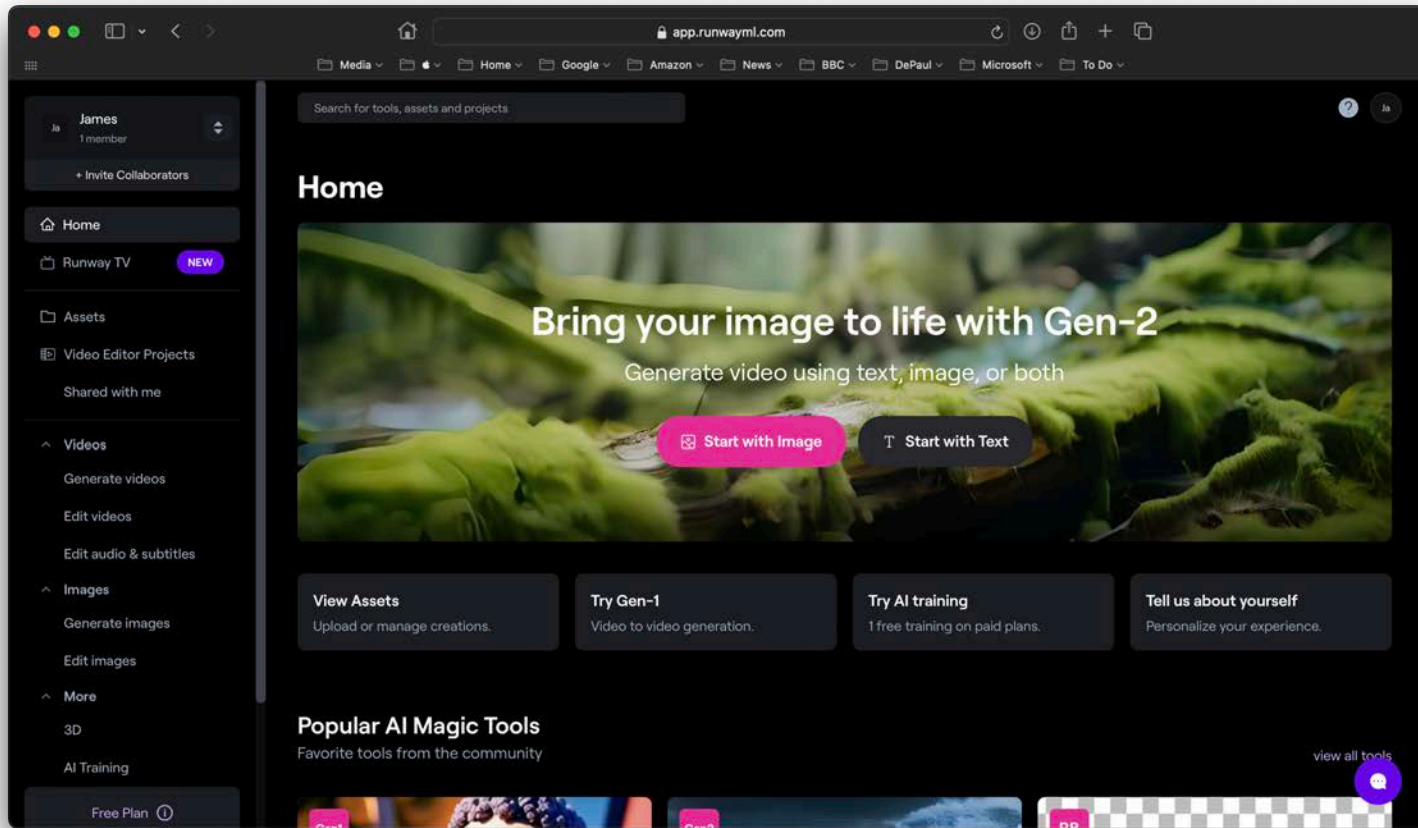 app.runwayml.com
Media
Home
Google
Amazon
News
BBC
DePaul
Microsoft
To Do
Ja
James
1 member
+ Invite Collaborators
Home
Runway TV
NEW
Assets
Video Editor Projects
Shared with me
Videos
Generate videos
Edit videos
Edit audio & subtitles
Images
Generate images
Edit images
More
3D
AI Training
Free Plan
Search for tools, assets and projects
?
Ja
Home
Bring your image to life with Gen-2
Generate video using text, image, or both
Start with Image
T Start with Text
View Assets
Upload or manage creations.
Try Gen-1
Video to video generation.
Try AI training
1 free training on paid plans.
Tell us about yourself
Personalize your experience.
Popular AI Magic Tools
Favorite tools from the community
view all tools
Gen1
Gen2
RB